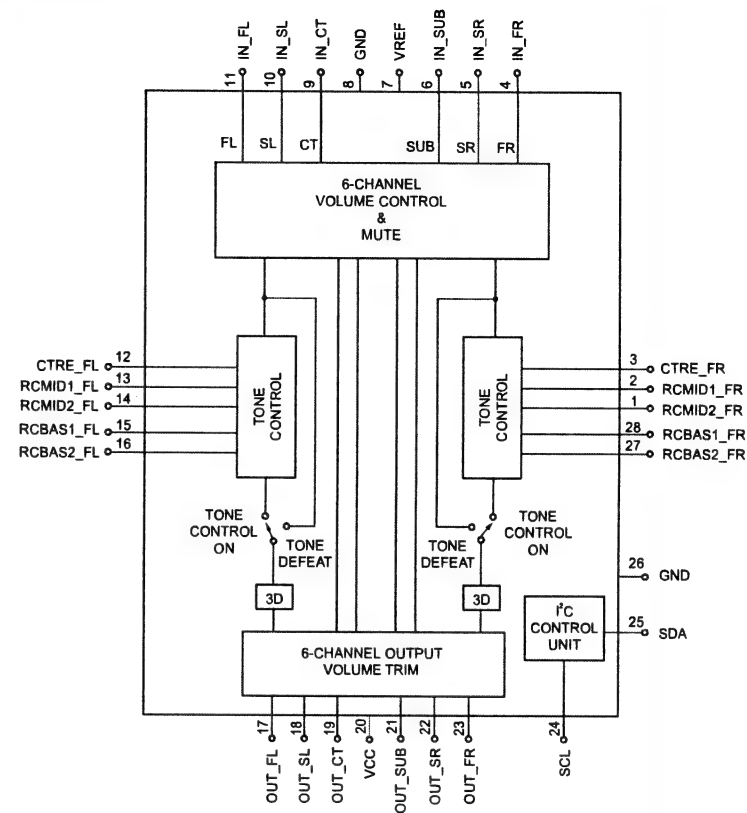 IN_FL
IN_SL
IN_CT
GND
VREF
IN_SUB
IN_SR
IN_FR
11
10
9
8
7
6
5
4
FL
SL
CT
SUB
SR
FR
6-CHANNEL
VOLUME CONTROL
&
MUTE
CTRE_FL
12
RCMID1_FL
13
RCMID2_FL
14
RCBAS1_FL
15
RCBAS2_FL
16
TONE
CONTROL
TONE
CONTROL
3
CTRE_FR
2
RCMID1_FR
1
RCMID2_FR
28
RCBAS1_FR
27
RCBAS2_FR
TONE
CONTROL
ON
TONE
DEFEAT
TONE
DEFEAT
TONE
CONTROL
ON
3D
3D
26
GND
I²C
CONTROL
UNIT
25
SDA
6-CHANNEL OUTPUT
VOLUME TRIM
17
18
19
20
21
22
23
24
OUT_FL
OUT_SL
OUT_CT
VCC
OUT_SUB
OUT_SR
OUT_FR
SCL